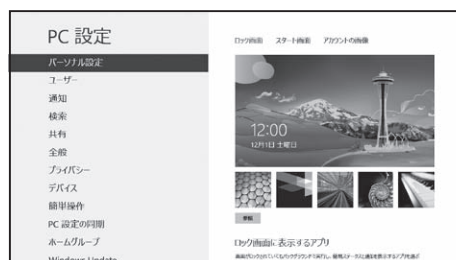 PC 設定
パーソナル設定
ユーザー
通知
検索
共有
全般
プライバシー
デバイス
簡単操作
PC 設定の同期
ホームグループ
Windows Update
ロック画面 スタート画面 アカウントの画像
12:00
12月1日 土曜日
参照
ロック画面に表示するアプリ